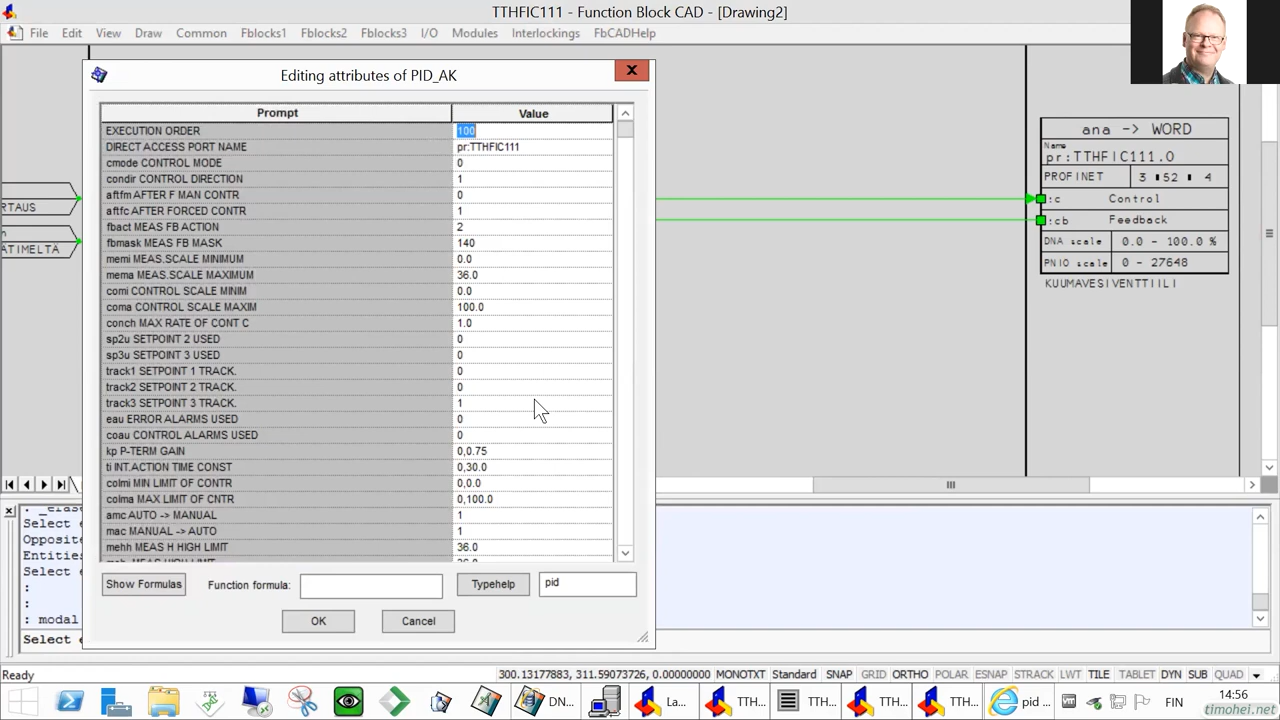 TTHFIC111 - Function Block CAD - [Drawing2]
File Edit View Draw Common Fblocks1 Fblocks2 Fblocks3 I/O Modules Interlockings FbCADHelp
Editing attributes of PID_AK
Prompt Value
EXECUTION ORDER 100
DIRECT ACCESS PORT NAME pr:TTHFIC111
cmode CONTROL MODE 0
condir CONTROL DIRECTION 1
aftfm AFTER F MAN CONTR 0
aftfc AFTER FORCED CONTR 1
fbact MEAS FB ACTION 2
fbmask MEAS FB MASK 140
memi MEAS.SCALE MINIMUM 0.0
mema MEAS.SCALE MAXIMUM 36.0
comi CONTROL SCALE MINIM 0.0
coma CONTROL SCALE MAXIM 100.0
conch MAX RATE OF CONT C 1.0
sp2u SETPOINT 2 USED 0
sp3u SETPOINT 3 USED 0
track1 SETPOINT 1 TRACK. 0
track2 SETPOINT 2 TRACK. 0
track3 SETPOINT 3 TRACK. 1
eau ERROR ALARMS USED 0
coau CONTROL ALARMS USED 0
kp P-TERM GAIN 0,0.75
ti INT.ACTION TIME CONST 0,30.0
colmi MIN LIMIT OF CONTR 0,0.0
colma MAX LIMIT OF CNTR 0,100.0
amc AUTO -> MANUAL 1
mac MANUAL -> AUTO 1
mehh MEAS H HIGH LIMIT 36.0
Show Formulas Function formula: Typehelp pid
OK Cancel
RTAUS
ÄTIMELTÄ
ana -> WORD
Name
pr:TTHFIC111.O
PROFINET 3 52 4
:c Control
:cb Feedback
DNA scale 0.0 - 100.0 %
PNIO scale 0 - 27648
KUUMAVESIVENTTIILI
Select e
Opposit
Entities
Select e
:
:
: modal
Select e
Ready 300.13177883, 311.59073726, 0.00000000 MONOTXT Standard SNAP GRID ORTHO POLAR ESNAP STRACK LWT TILE TABLET DYN SUB QUAD
DN... La... TTH... TTH... TTH... TTH... pid ... FIN 14:56
timohei.net